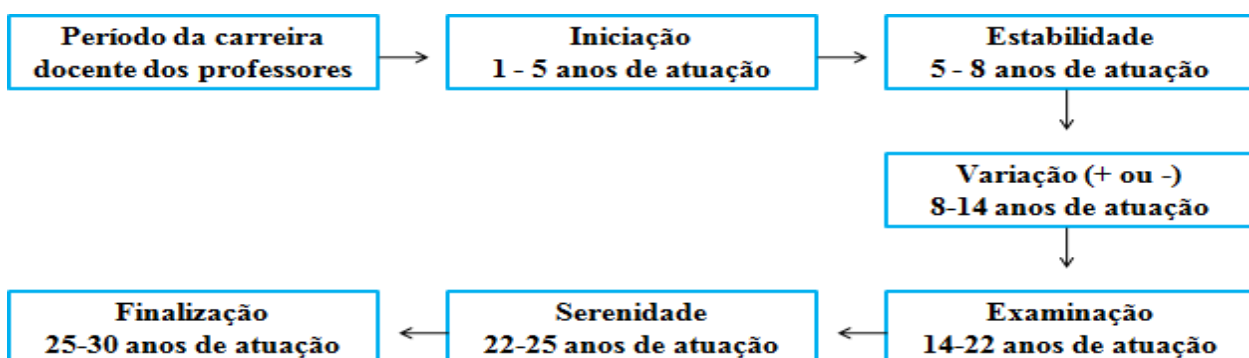 Período da carreira
docente dos professores
Iniciação
1 - 5 anos de atuação
Estabilidade
5 - 8 anos de atuação
Variação (+ ou -)
8-14 anos de atuação
Examinação
14-22 anos de atuação
Serenidade
22-25 anos de atuação
Finalização
25-30 anos de atuação